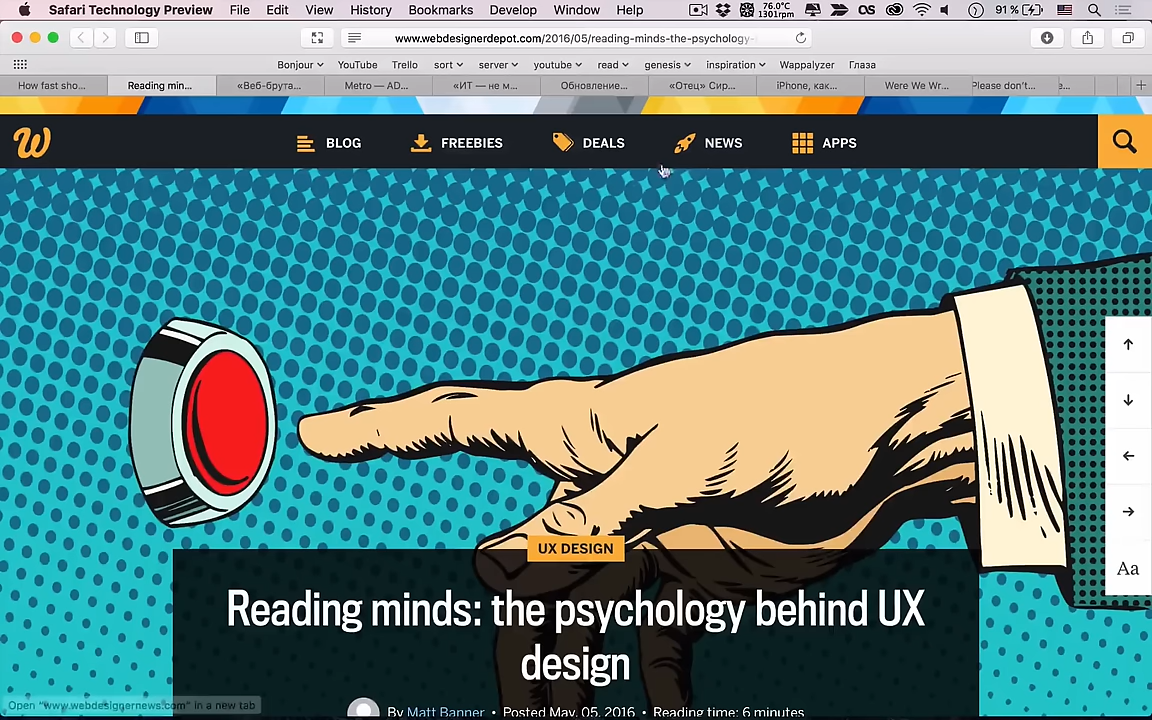 Safari Technology Preview File Edit View History Bookmarks Develop Window Help 76.0°C 1301rpm 91%
www.webdesignerdepot.com/2016/05/reading-minds-the-psychology-
Bonjour YouTube Trello sort server youtube read genesis inspiration Wappalyzer Глаза
How fast sho... Reading min... «Веб-брута... Metro — AD... «ИТ — не м... Обновление... «Отец» Сир... iPhone, как... Were We Wr... Please don't... e...
W BLOG FREEBIES DEALS NEWS APPS
Aa
UX DESIGN
Reading minds: the psychology behind UX
design
Open "www.webdesignernews.com" in a new tab
By Matt Banner • Posted May. 05, 2016 • Reading time: 6 minutes